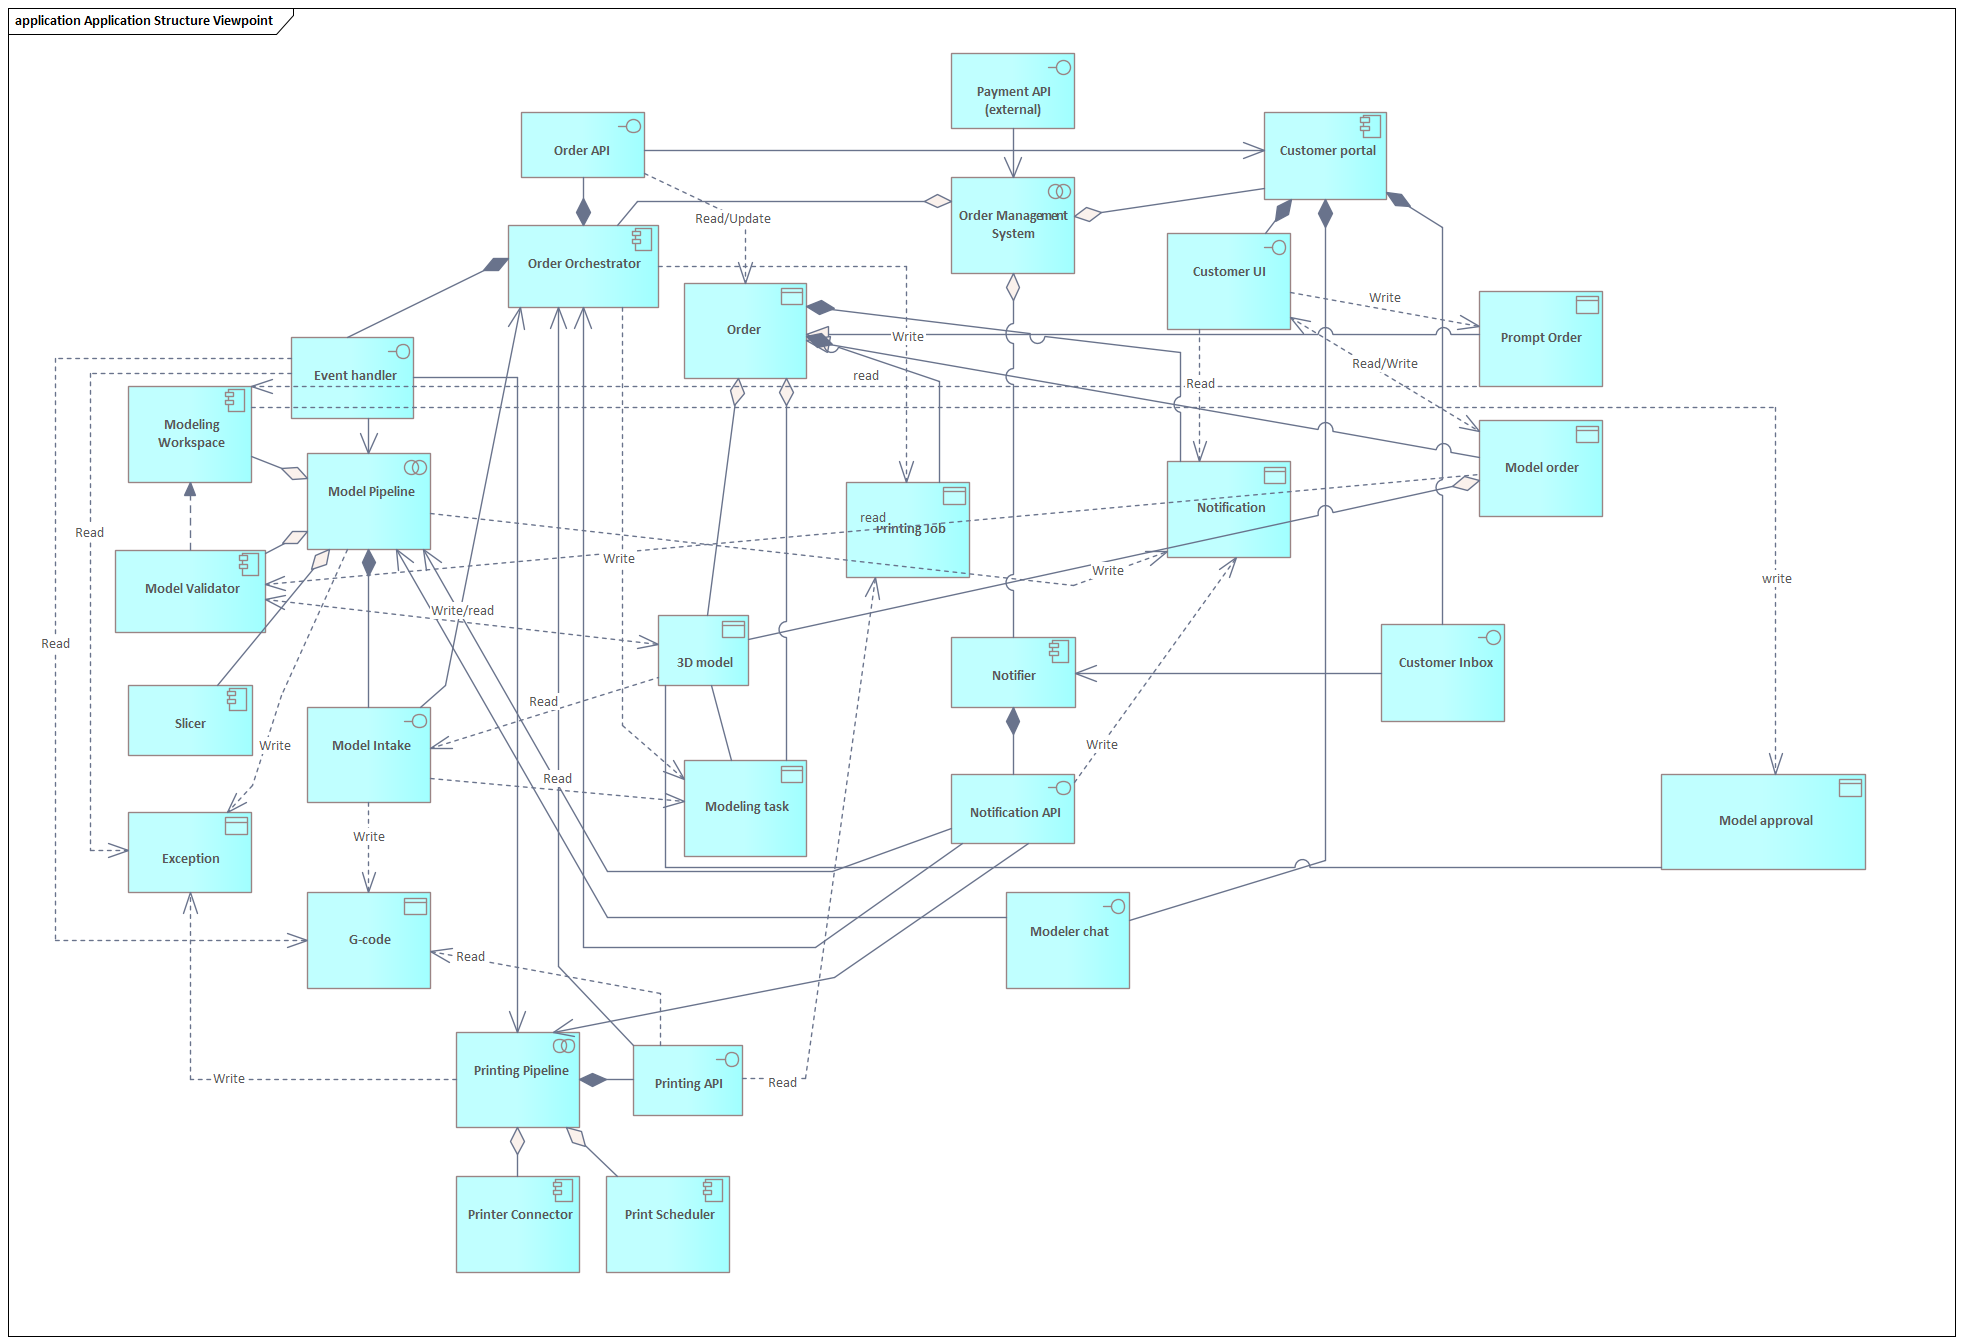 application Application Structure Viewpoint
Payment API
(external)
Order API
Customer portal
Order Management
System
Read/Update
Order Orchestrator
Customer UI
Write
Order
Write
Prompt Order
Read/Write
Event handler
read
Read
Modeling
Workspace
Model order
Model Pipeline
Notification
read
Printing Job
Read
Write
Write
write
Model Validator
Write/read
Read
3D model
Customer Inbox
Notifier
Read
Slicer
Model Intake
Write
Write
Read
Modeling task
Notification API
Model approval
Write
Exception
G-code
Modeler chat
Read
Printing Pipeline
Write
Printing API
Read
Printer Connector
Print Scheduler